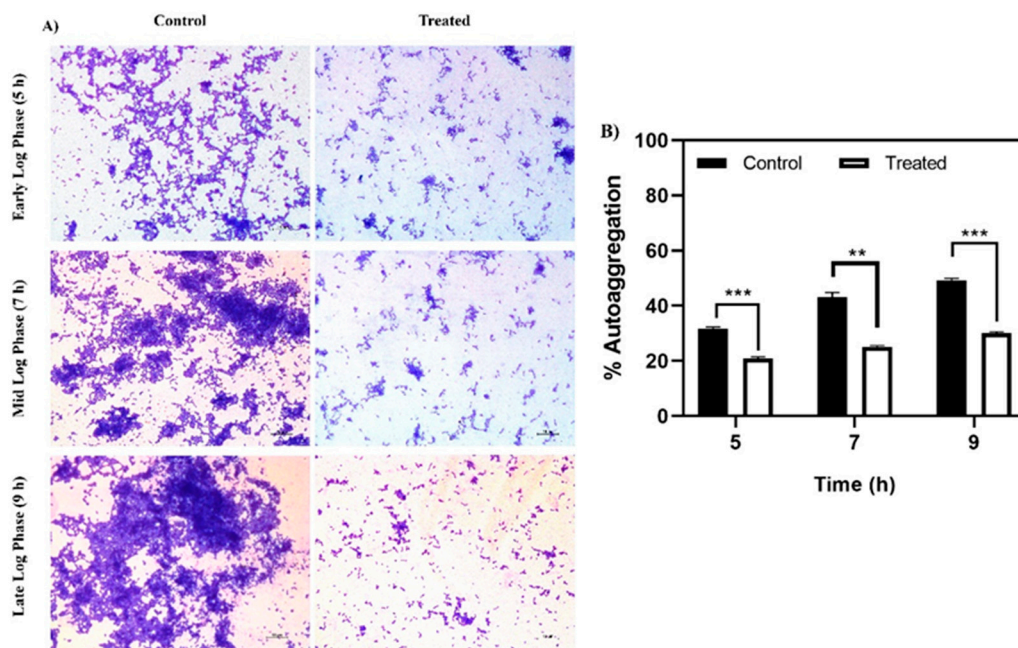 A)
Control
Treated
Early Log Phase (5 h)
Mid Log Phase (7 h)
Late Log Phase (9 h)
B)
Control
Treated
% Autoaggregation
100
80
60
40
20
0
***
**
***
5
7
9
Time (h)